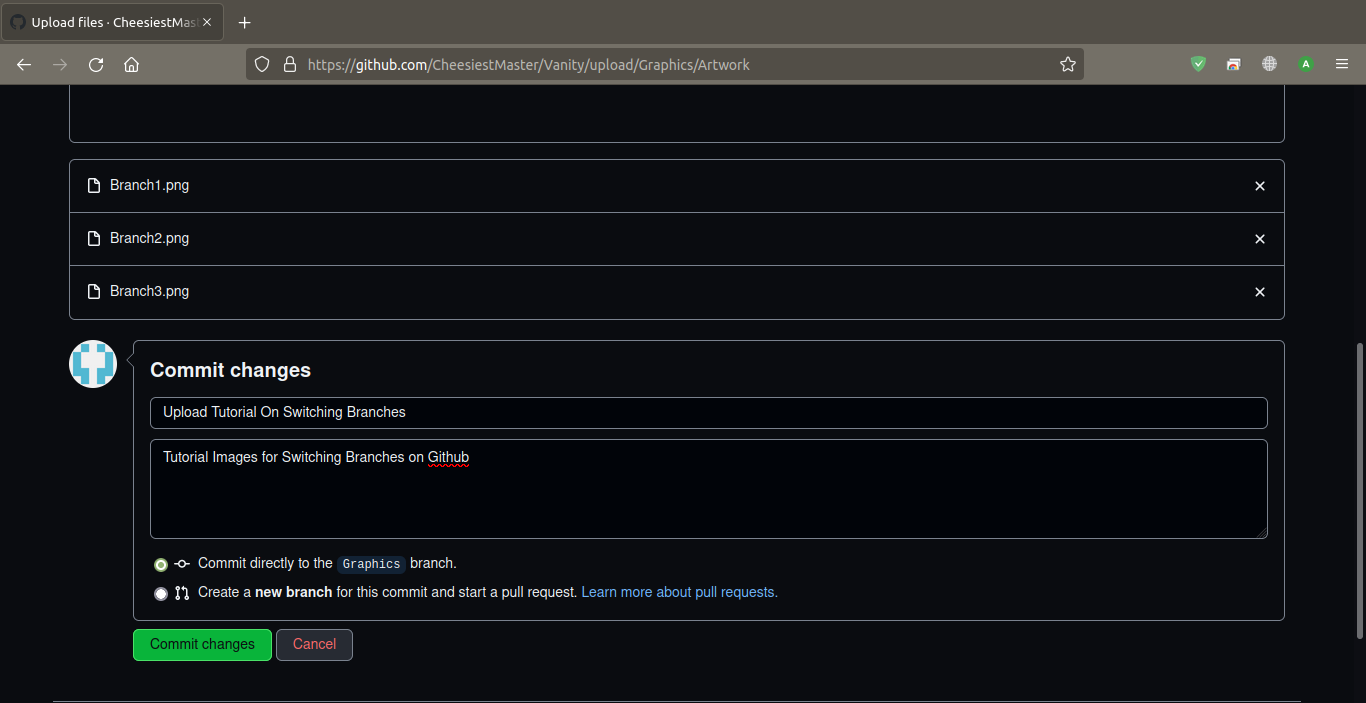 Upload files · CheesiestMas
https://github.com/CheesiestMaster/Vanity/upload/Graphics/Artwork
A
Branch1.png
Branch2.png
Branch3.png
Commit changes
Upload Tutorial On Switching Branches
Tutorial Images for Switching Branches on Github
Commit directly to the Graphics branch.
Create a new branch for this commit and start a pull request. Learn more about pull requests.
Commit changes
Cancel